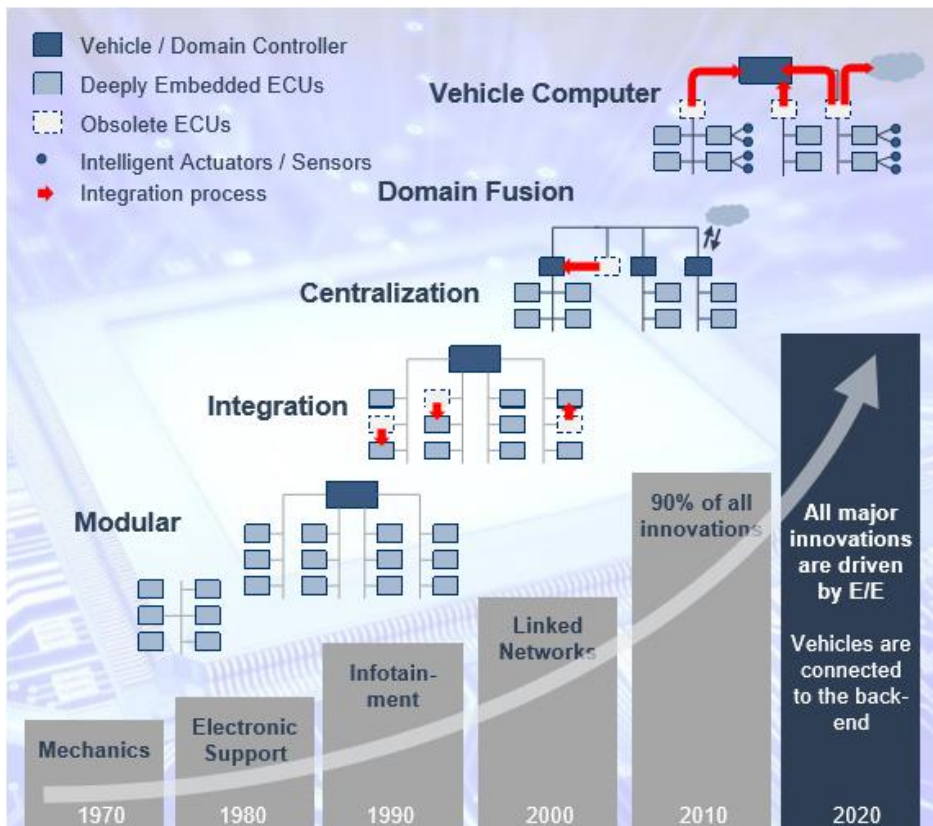 Vehicle / Domain Controller
Deeply Embedded ECUs
Obsolete ECUs
Intelligent Actuators / Sensors
Integration process
Vehicle Computer
Domain Fusion
Centralization
Integration
Modular
Mechanics
1970
Electronic
Support
1980
Infotain-
ment
1990
Linked
Networks
2000
90% of all
innovations
2010
All major
innovations
are driven
by E/E
Vehicles are
connected
to the back-
end
2020